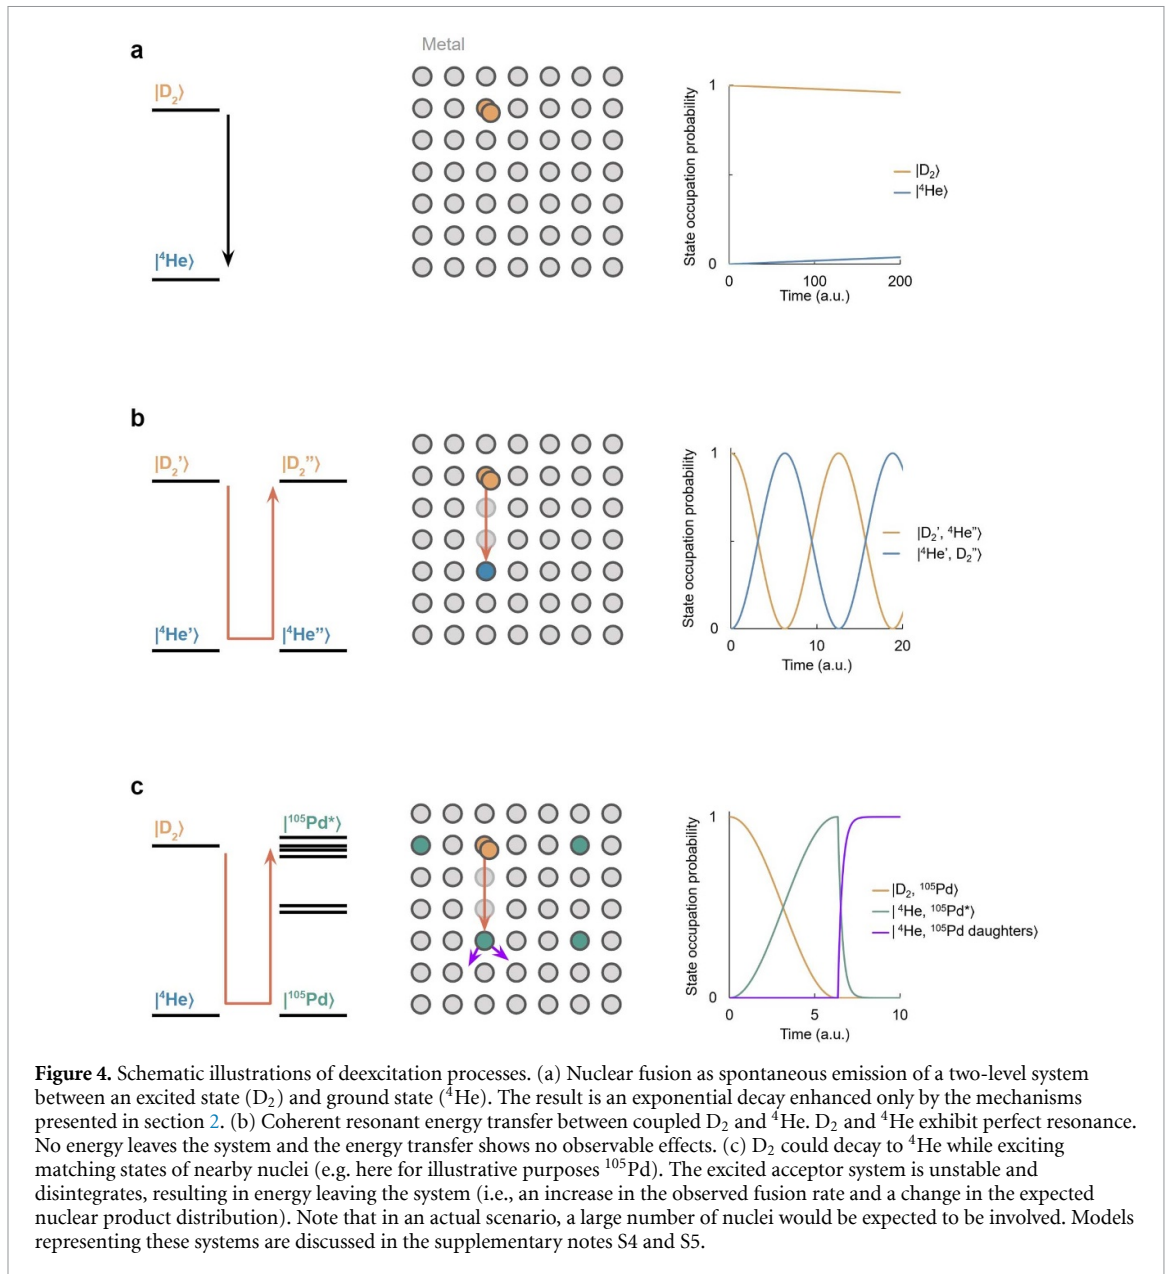 a
Metal
|D₂⟩
|⁴He⟩
State occupation probability
1
0
0
100
200
Time (a.u.)
|D₂⟩
|⁴He⟩
b
|D₂’⟩
|D₂”⟩
|⁴He’⟩
|⁴He”⟩
State occupation probability
1
0
0
10
20
Time (a.u.)
|D₂’, ⁴He”⟩
|⁴He’, D₂”⟩
c
|D₂⟩
|¹⁰⁵Pd*⟩
|⁴He⟩
|¹⁰⁵Pd⟩
State occupation probability
1
0
0
5
10
Time (a.u.)
|D₂, ¹⁰⁵Pd⟩
| ⁴He, ¹⁰⁵Pd*⟩
| ⁴He, ¹⁰⁵Pd daughters⟩
Figure 4. Schematic illustrations of deexcitation processes. (a) Nuclear fusion as spontaneous emission of a two-level system
between an excited state (D₂) and ground state (⁴He). The result is an exponential decay enhanced only by the mechanisms
presented in section 2. (b) Coherent resonant energy transfer between coupled D₂ and ⁴He. D₂ and ⁴He exhibit perfect resonance.
No energy leaves the system and the energy transfer shows no observable effects. (c) D₂ could decay to ⁴He while exciting
matching states of nearby nuclei (e.g. here for illustrative purposes ¹⁰⁵Pd). The excited acceptor system is unstable and
disintegrates, resulting in energy leaving the system (i.e., an increase in the observed fusion rate and a change in the expected
nuclear product distribution). Note that in an actual scenario, a large number of nuclei would be expected to be involved. Models
representing these systems are discussed in the supplementary notes S4 and S5.